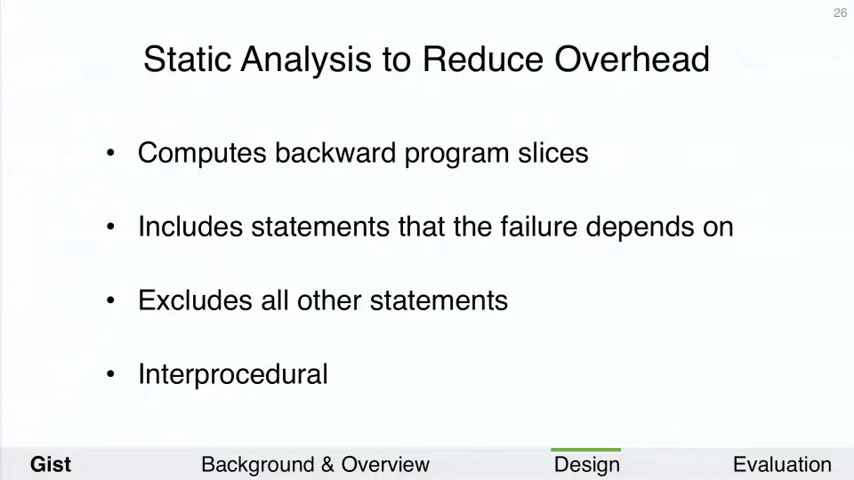 26
Static Analysis to Reduce Overhead
• Computes backward program slices
• Includes statements that the failure depends on
• Excludes all other statements
• Interprocedural
Gist Background & Overview Design Evaluation